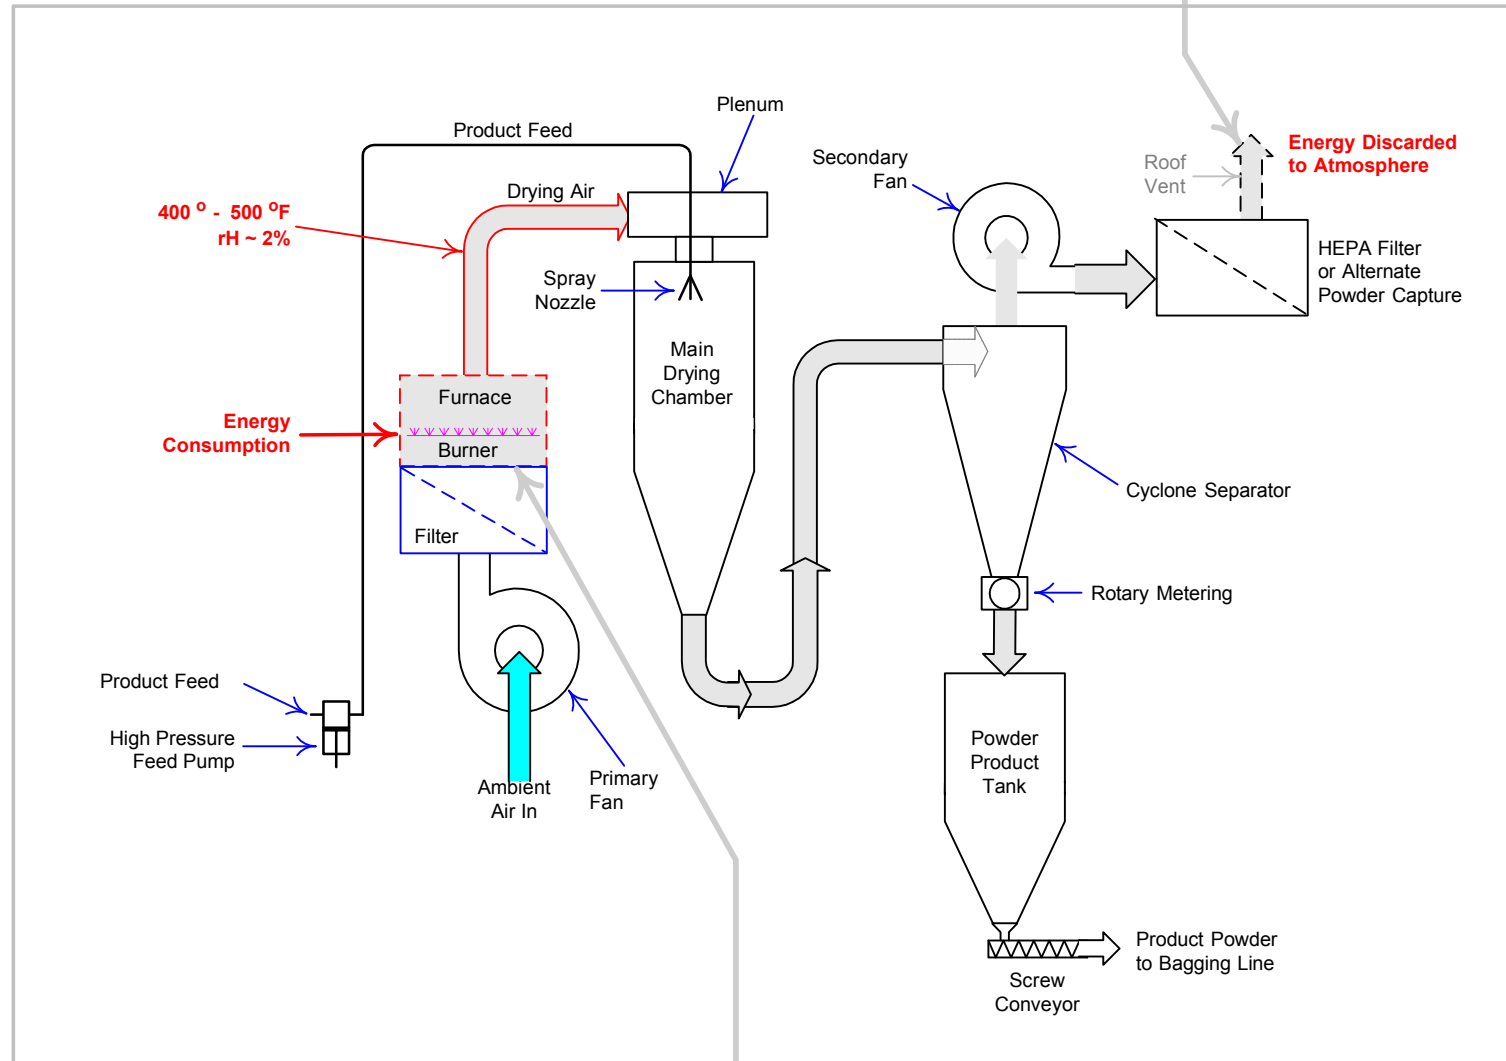 Plenum
Product Feed
Secondary
Fan
Energy Discarded
to Atmosphere
Roof
Vent
Drying Air
400 o - 500 oF
rH ~ 2%
HEPA Filter
or Alternate
Powder Capture
Spray
Nozzle
Main
Drying
Chamber
Furnace
Energy
Consumption
Burner
Cyclone Separator
Filter
Rotary Metering
Product Feed
High Pressure
Feed Pump
Ambient
Air In
Primary
Fan
Powder
Product
Tank
Product Powder
to Bagging Line
Screw
Conveyor